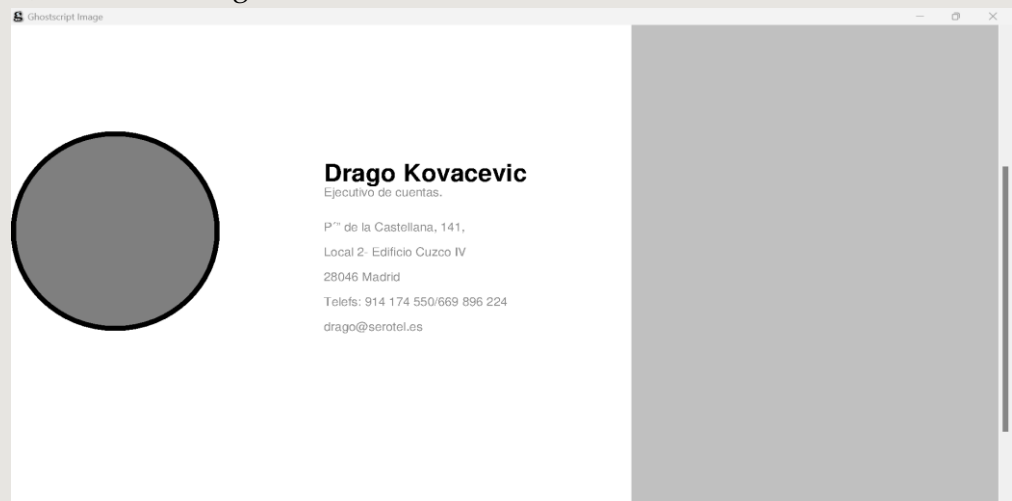 Ghostscript Image
Drago Kovacevic
Ejecutivo de cuentas.
P˝" de la Castellana, 141,
Local 2- Edificio Cuzco IV
28046 Madrid
Telefs: 914 174 550/669 896 224
drago@serotel.es